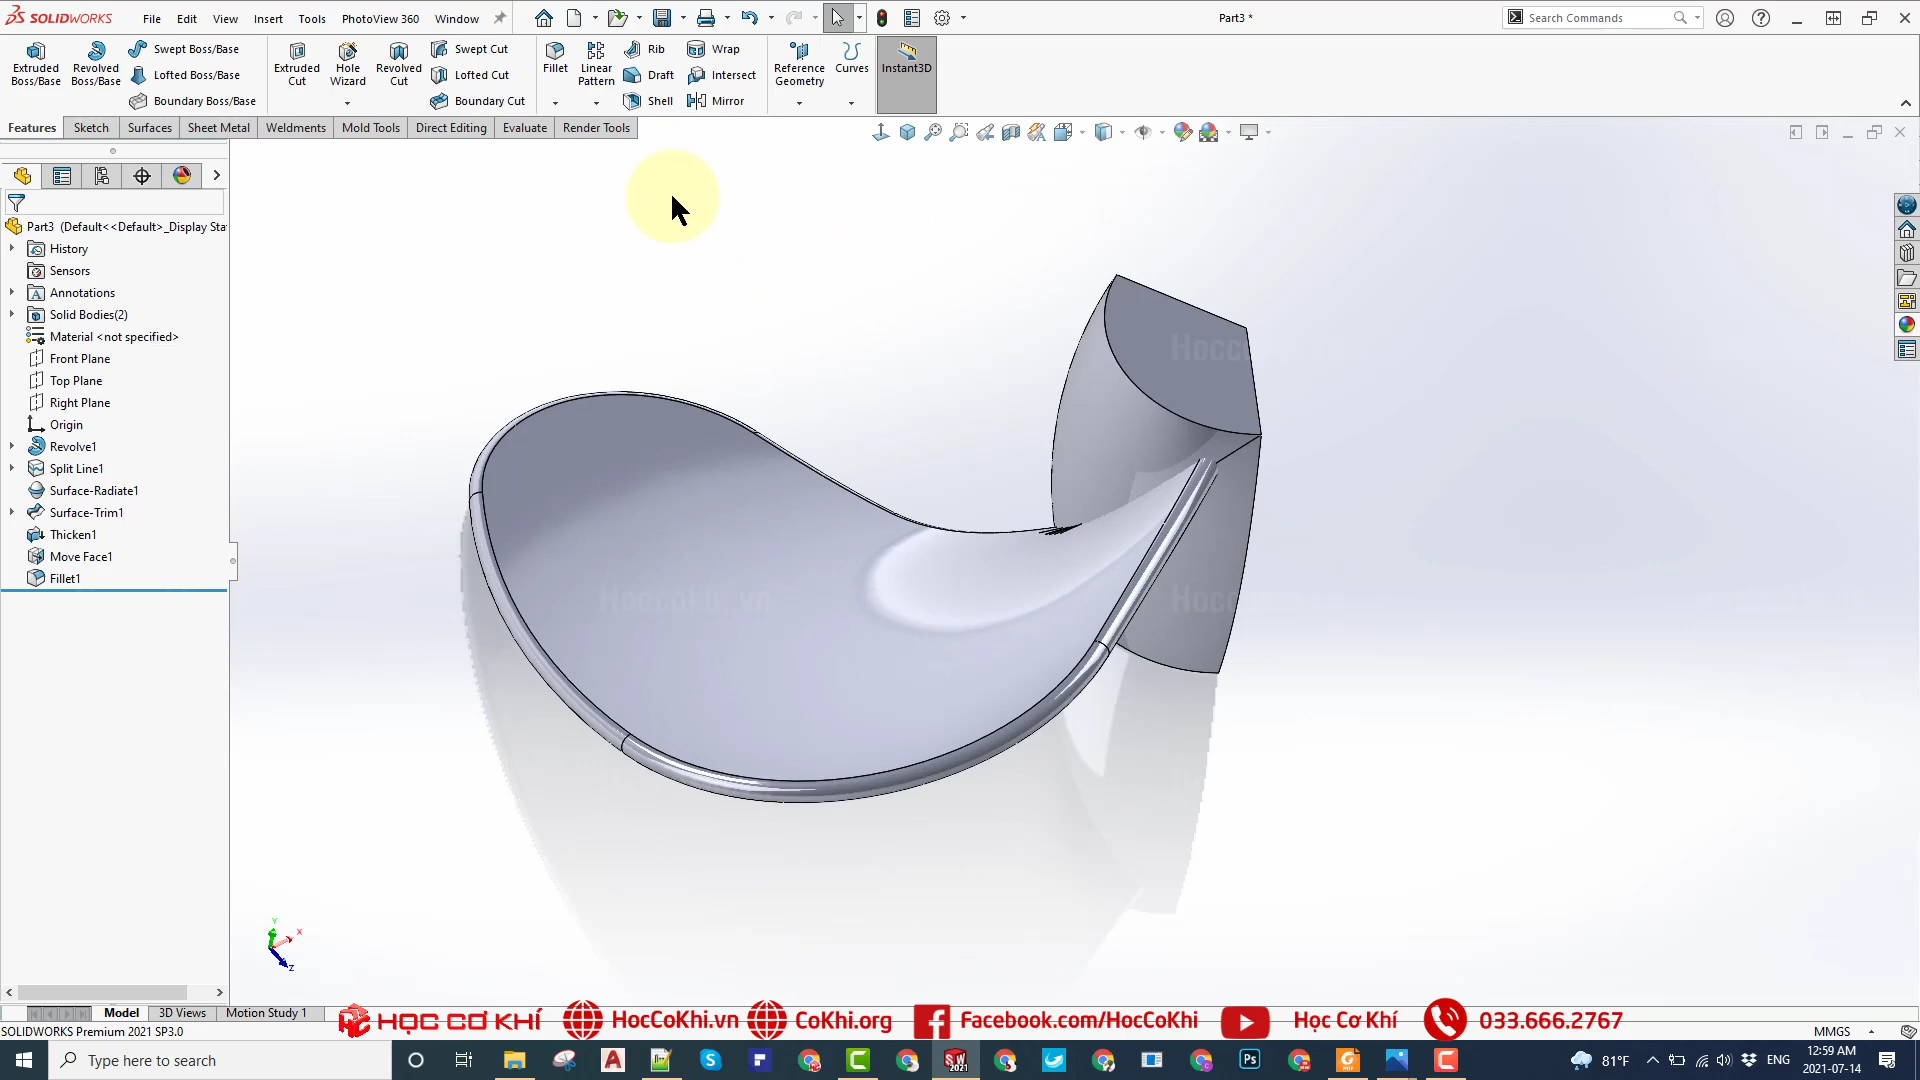 SOLIDWORKS File Edit View Insert Tools PhotoView 360 Window Part3 * Search Commands
Extruded Boss/Base
Revolved Boss/Base
Swept Boss/Base
Lofted Boss/Base
Boundary Boss/Base
Extruded Cut
Hole Wizard
Revolved Cut
Swept Cut
Lofted Cut
Boundary Cut
Fillet
Linear Pattern
Rib
Draft
Shell
Wrap
Intersect
Mirror
Reference Geometry
Curves
Instant3D
Features Sketch Surfaces Sheet Metal Weldments Mold Tools Direct Editing Evaluate Render Tools
Part3 (Default<<Default>_Display Sta
History
Sensors
Annotations
Solid Bodies(2)
Material <not specified>
Front Plane
Top Plane
Right Plane
Origin
Revolve1
Split Line1
Surface-Radiate1
Surface-Trim1
Thicken1
Move Face1
Fillet1
Y
X
Z
Model 3D Views Motion Study 1
HỌC CƠ KHÍ HocCoKhi.vn CoKhi.org Facebook.com/HocCoKhi Học Cơ Khí 033.666.2767
SOLIDWORKS Premium 2021 SP3.0 MMGS
Type here to search 81°F ENG 12:59 AM
2021-07-14